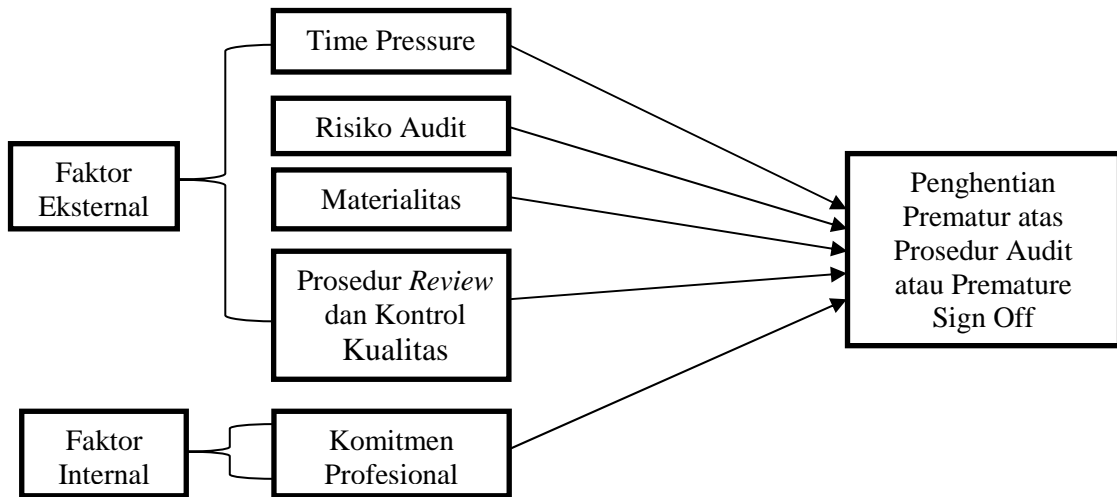 Faktor
Eksternal
Time Pressure
Risiko Audit
Materialitas
Prosedur Review
dan Kontrol
Kualitas
Faktor
Internal
Komitmen
Profesional
Penghentian
Prematur atas
Prosedur Audit
atau Premature
Sign Off